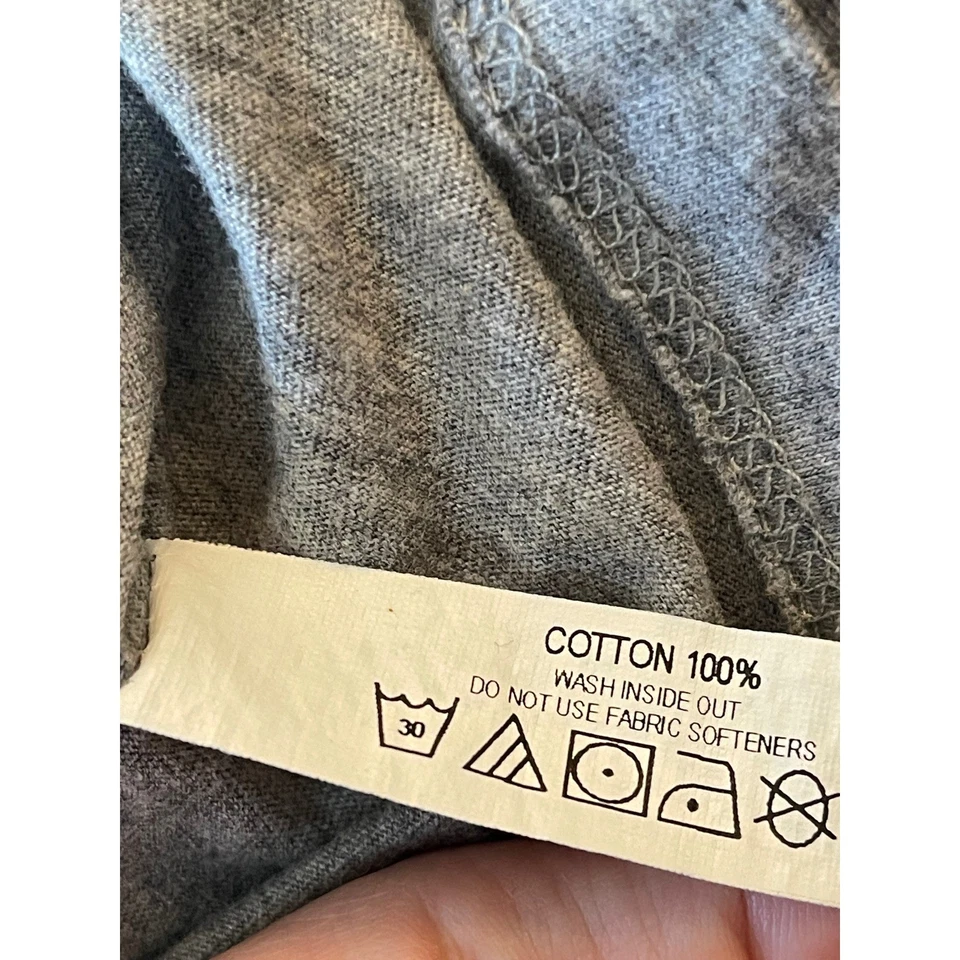 COTTON 100%
WASH INSIDE OUT
DO NOT USE FABRIC SOFTENERS
30